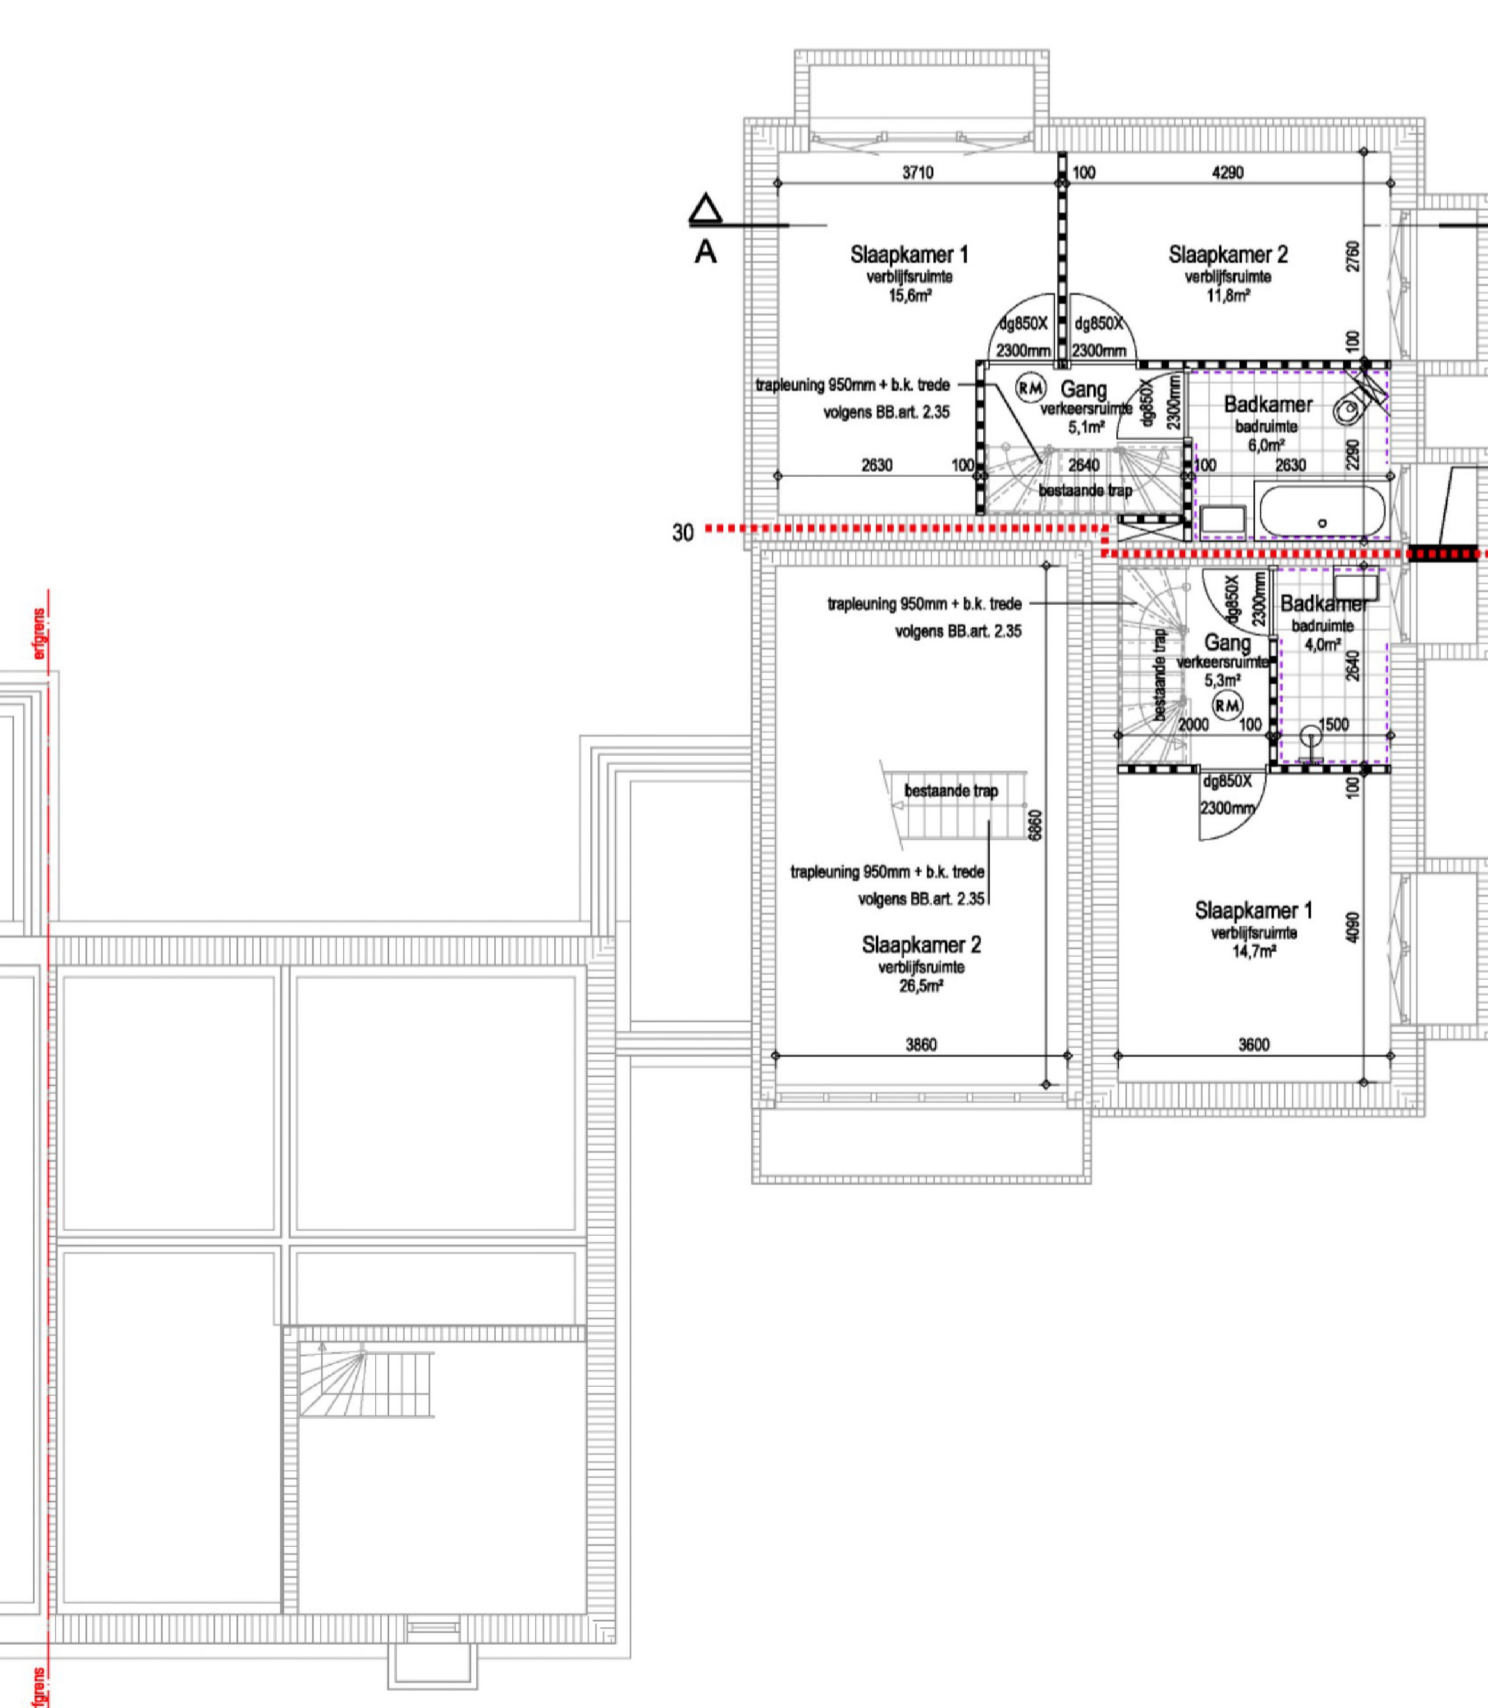 3710
100
4290
A
Slaapkamer 1
verblijfsruimte
15,6m²
Slaapkamer 2
verblijfsruimte
11,8m²
2760
dg850X
2300mm
dg850X
2300mm
100
trapleuning 950mm + b.k. trede
volgens BB.art. 2.35
RM
Gang
verkeersruimte
5,1m²
dg850X
2300mm
Badkamer
badruimte
6,0m²
2290
2630
100
2640
100
2630
bestaande trap
30
trapleuning 950mm + b.k. trede
volgens BB.art. 2.35
bestaande trap
dg850X
2300mm
Gang
verkeersruimte
5,3m²
RM
Badkamer
badruimte
4,0m²
2640
2000
100
1500
dg850X
2300mm
100
erfgrens
bestaande trap
6860
trapleuning 950mm + b.k. trede
volgens BB.art. 2.35
Slaapkamer 2
verblijfsruimte
26,5m²
Slaapkamer 1
verblijfsruimte
14,7m²
4090
3860
3600
rfgrens